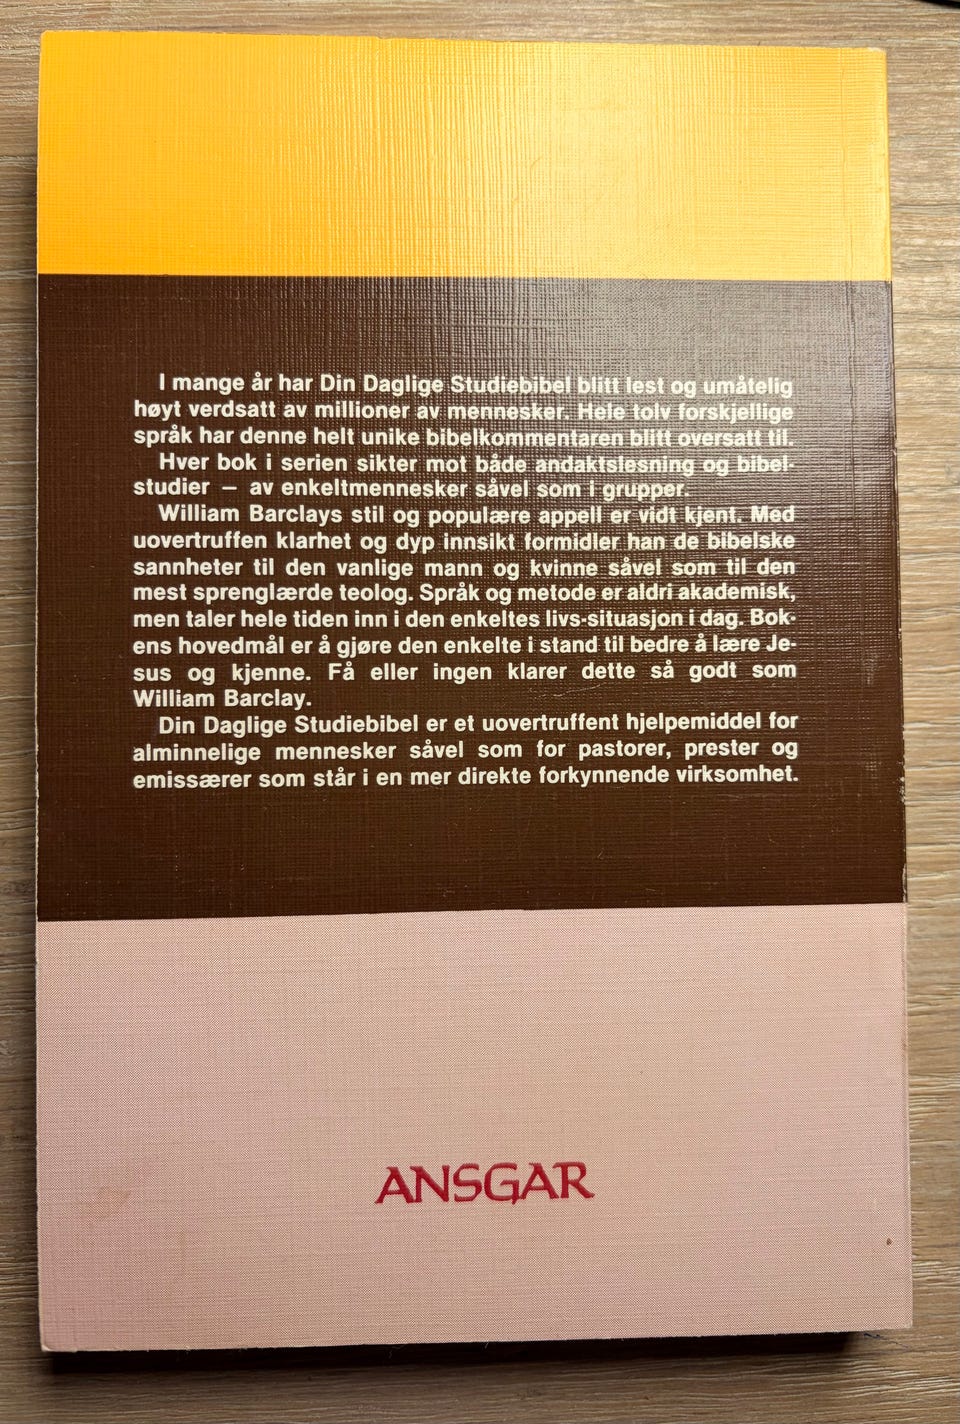 I mange år har Din Daglige Studiebibel blitt lest og umåtelig
høyt verdsatt av millioner av mennesker. Hele tolv forskjellige
språk har denne helt unike bibelkommentaren blitt oversatt til.
Hver bok i serien sikter mot både andaktslesning og bibel-
studier — av enkeltmennesker såvel som i grupper.
William Barclays stil og populære appell er vidt kjent. Med
uovertruffen klarhet og dyp innsikt formidler han de bibelske
sannheter til den vanlige mann og kvinne såvel som til den
mest sprenglærde teolog. Språk og metode er aldri akademisk,
men taler hele tiden inn i den enkeltes livs-situasjon i dag. Bok-
ens hovedmål er å gjøre den enkelte i stand til bedre å lære Je-
sus og kjenne. Få eller ingen klarer dette så godt som
William Barclay.
Din Daglige Studiebibel er et uovertruffent hjelpemiddel for
alminnelige mennesker såvel som for pastorer, prester og
emissærer som står i en mer direkte forkynnende virksomhet.
ANSGAR